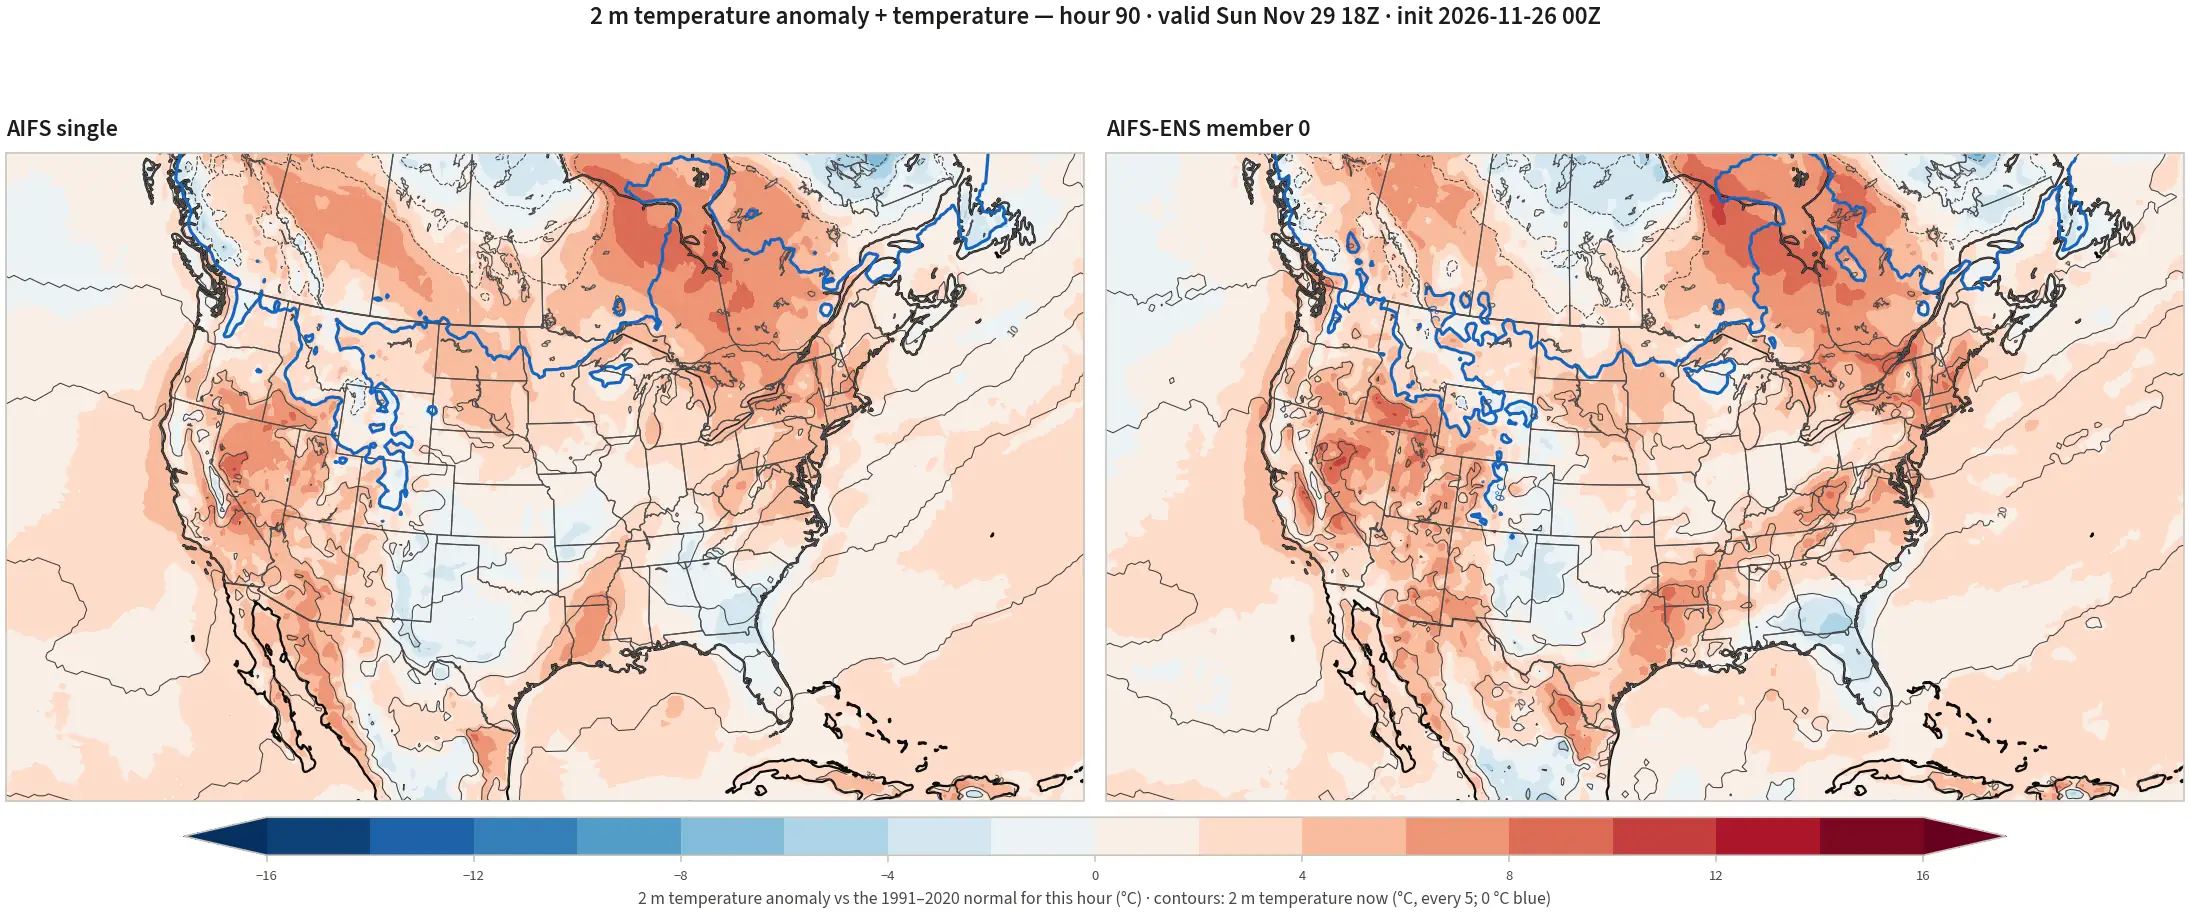 2 m temperature anomaly + temperature — hour 90 · valid Sun Nov 29 18Z · init 2026-11-26 00Z
AIFS single
AIFS-ENS member 0
10
20
−16
−12
−8
−4
0
4
8
12
16
2 m temperature anomaly vs the 1991–2020 normal for this hour (°C) · contours: 2 m temperature now (°C, every 5; 0 °C blue)